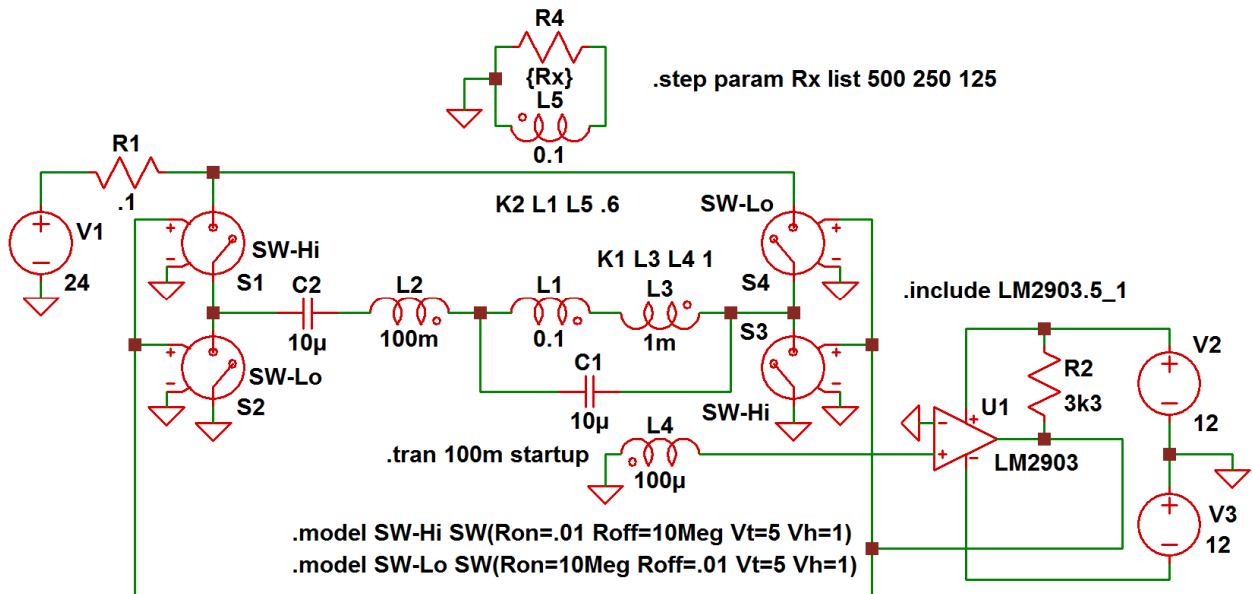 R4
{Rx}
L5
0.1
.step param Rx list 500 250 125
R1
.1
V1
24
K2 L1 L5 .6
SW-Hi
S1
SW-Lo
S4
K1 L3 L4 1
C2
10µ
L2
100m
L1
0.1
L3
1m
S3
.include LM2903.5_1
SW-Lo
S2
C1
10µ
SW-Hi
V2
12
R2
3k3
U1
LM2903
.tran 100m startup
L4
100µ
V3
12
.model SW-Hi SW(Ron=.01 Roff=10Meg Vt=5 Vh=1)
.model SW-Lo SW(Ron=10Meg Roff=.01 Vt=5 Vh=1)